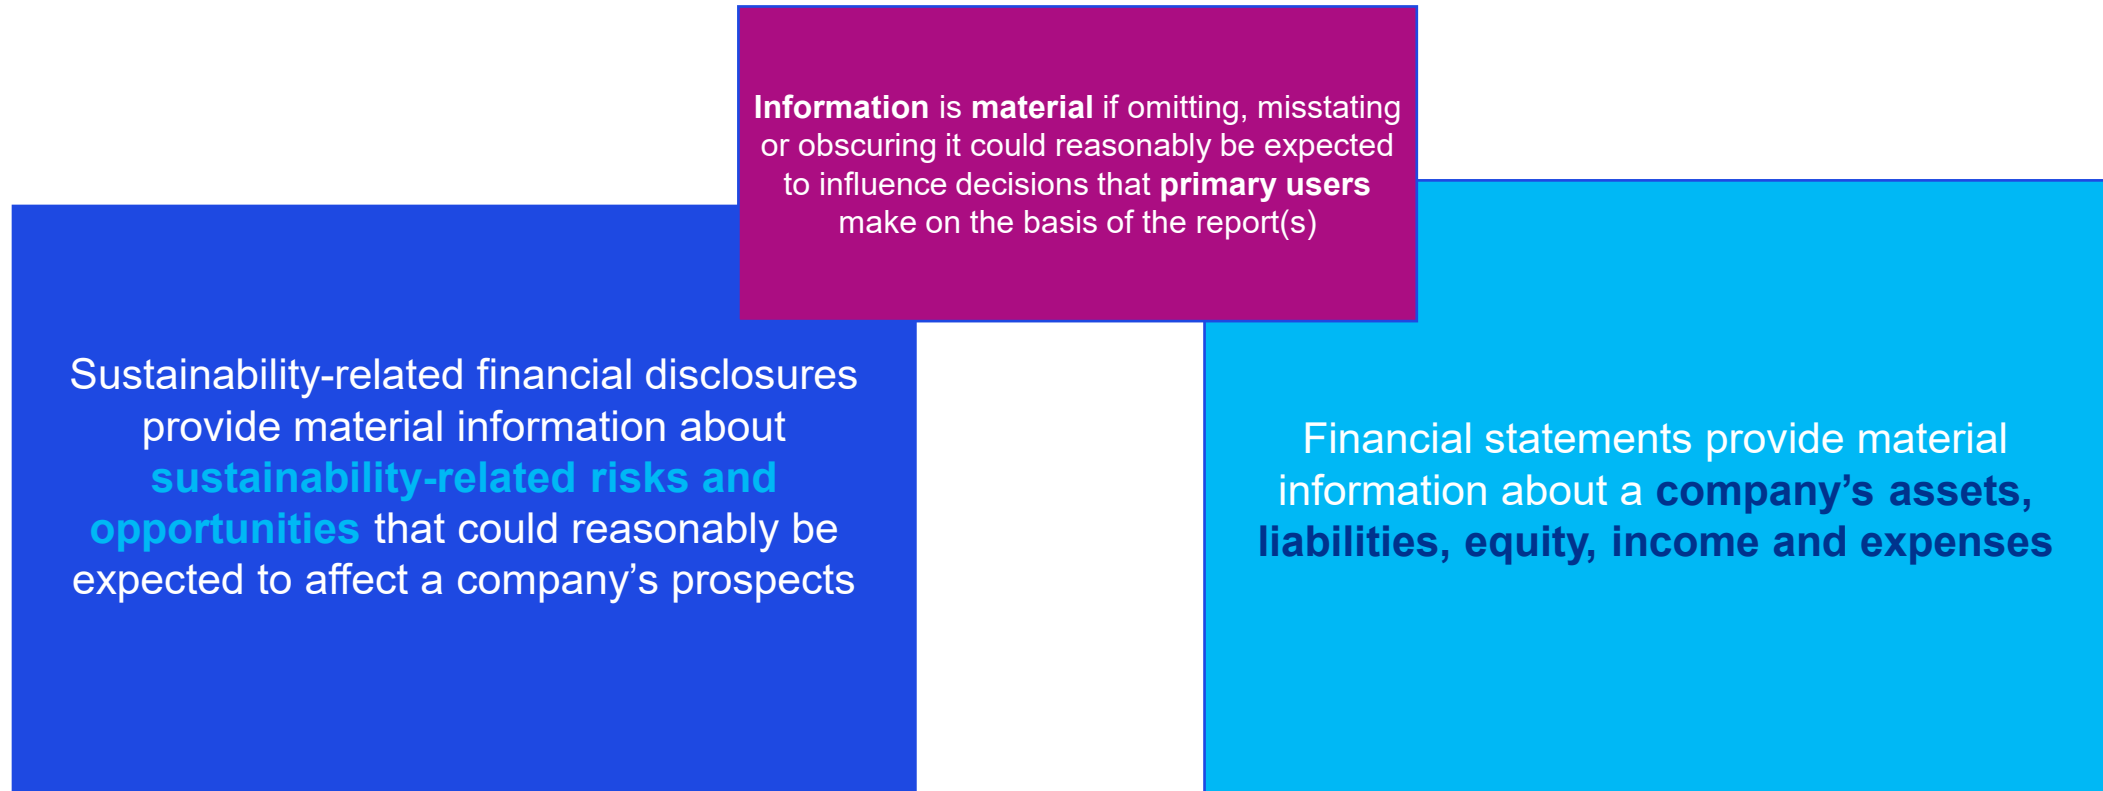 Information is material if omitting, misstating
or obscuring it could reasonably be expected
to influence decisions that primary users
make on the basis of the report(s)
Sustainability-related financial disclosures
provide material information about
sustainability-related risks and
opportunities that could reasonably be
expected to affect a company’s prospects
Financial statements provide material
information about a company’s assets,
liabilities, equity, income and expenses